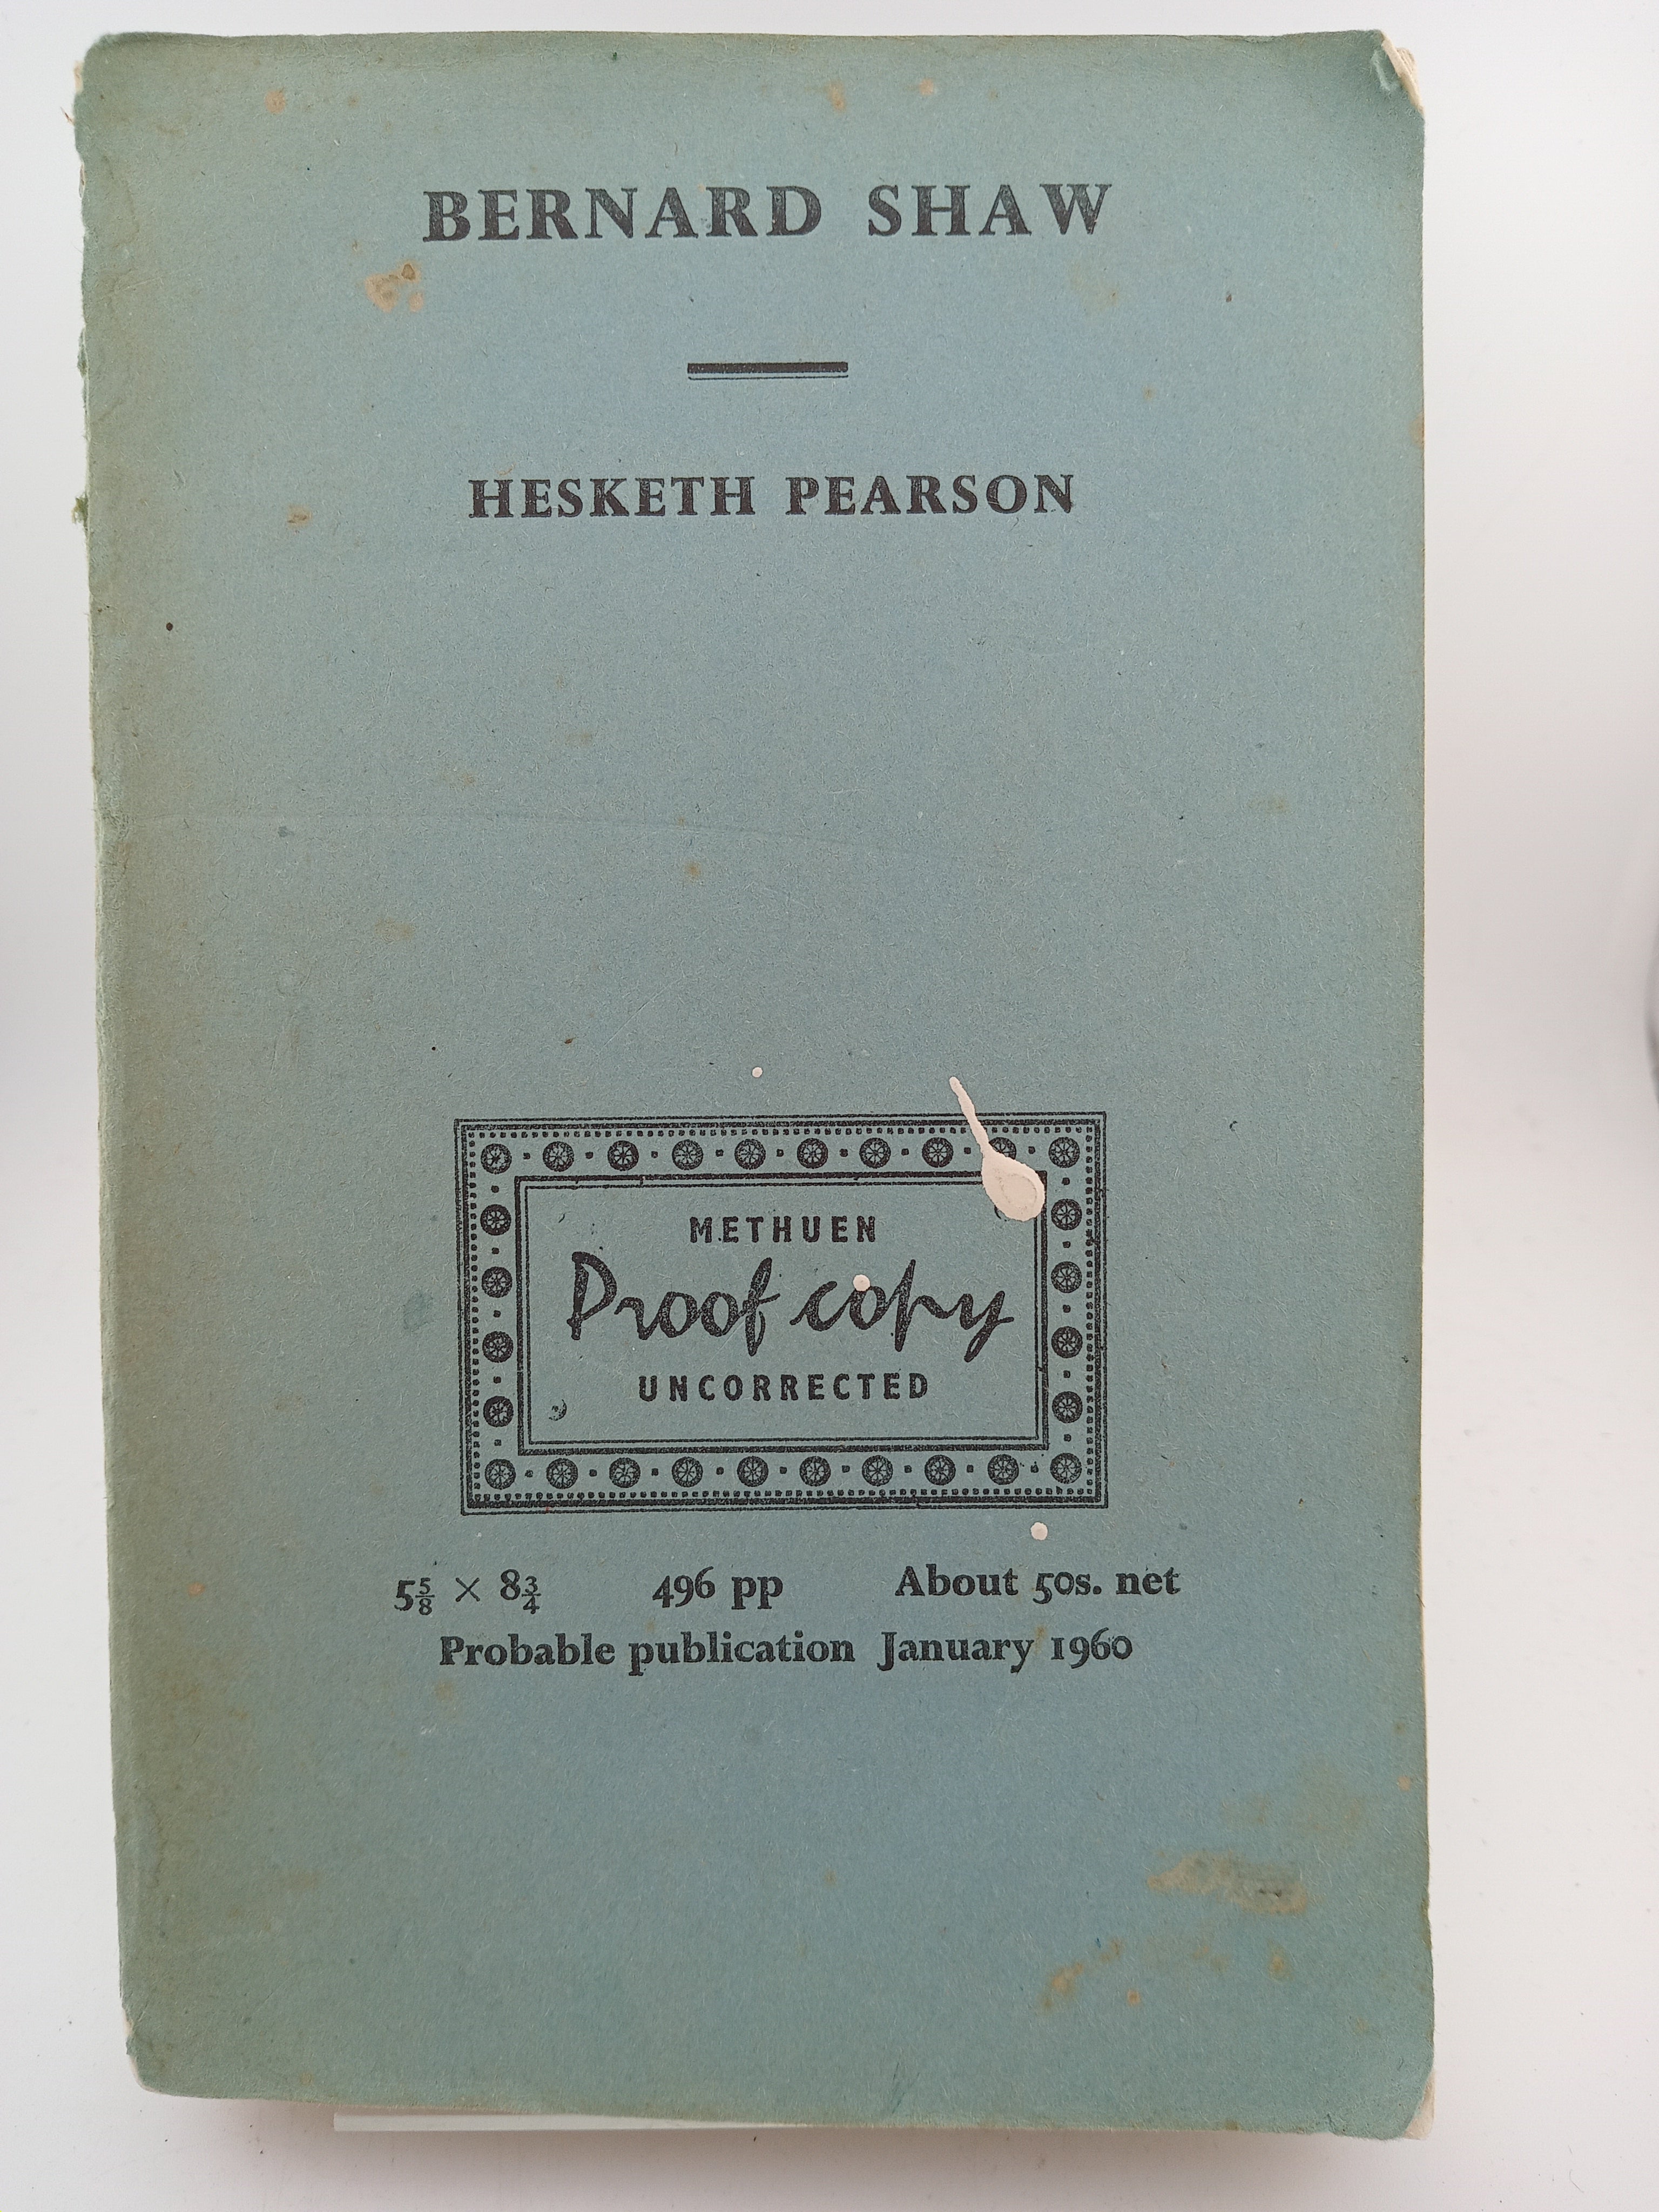 BERNARD SHAW
HESKETH PEARSON
METHUEN
Proof copy
UNCORRECTED
5⅝ × 8¾ 496 pp About 50s. net
Probable publication January 1960